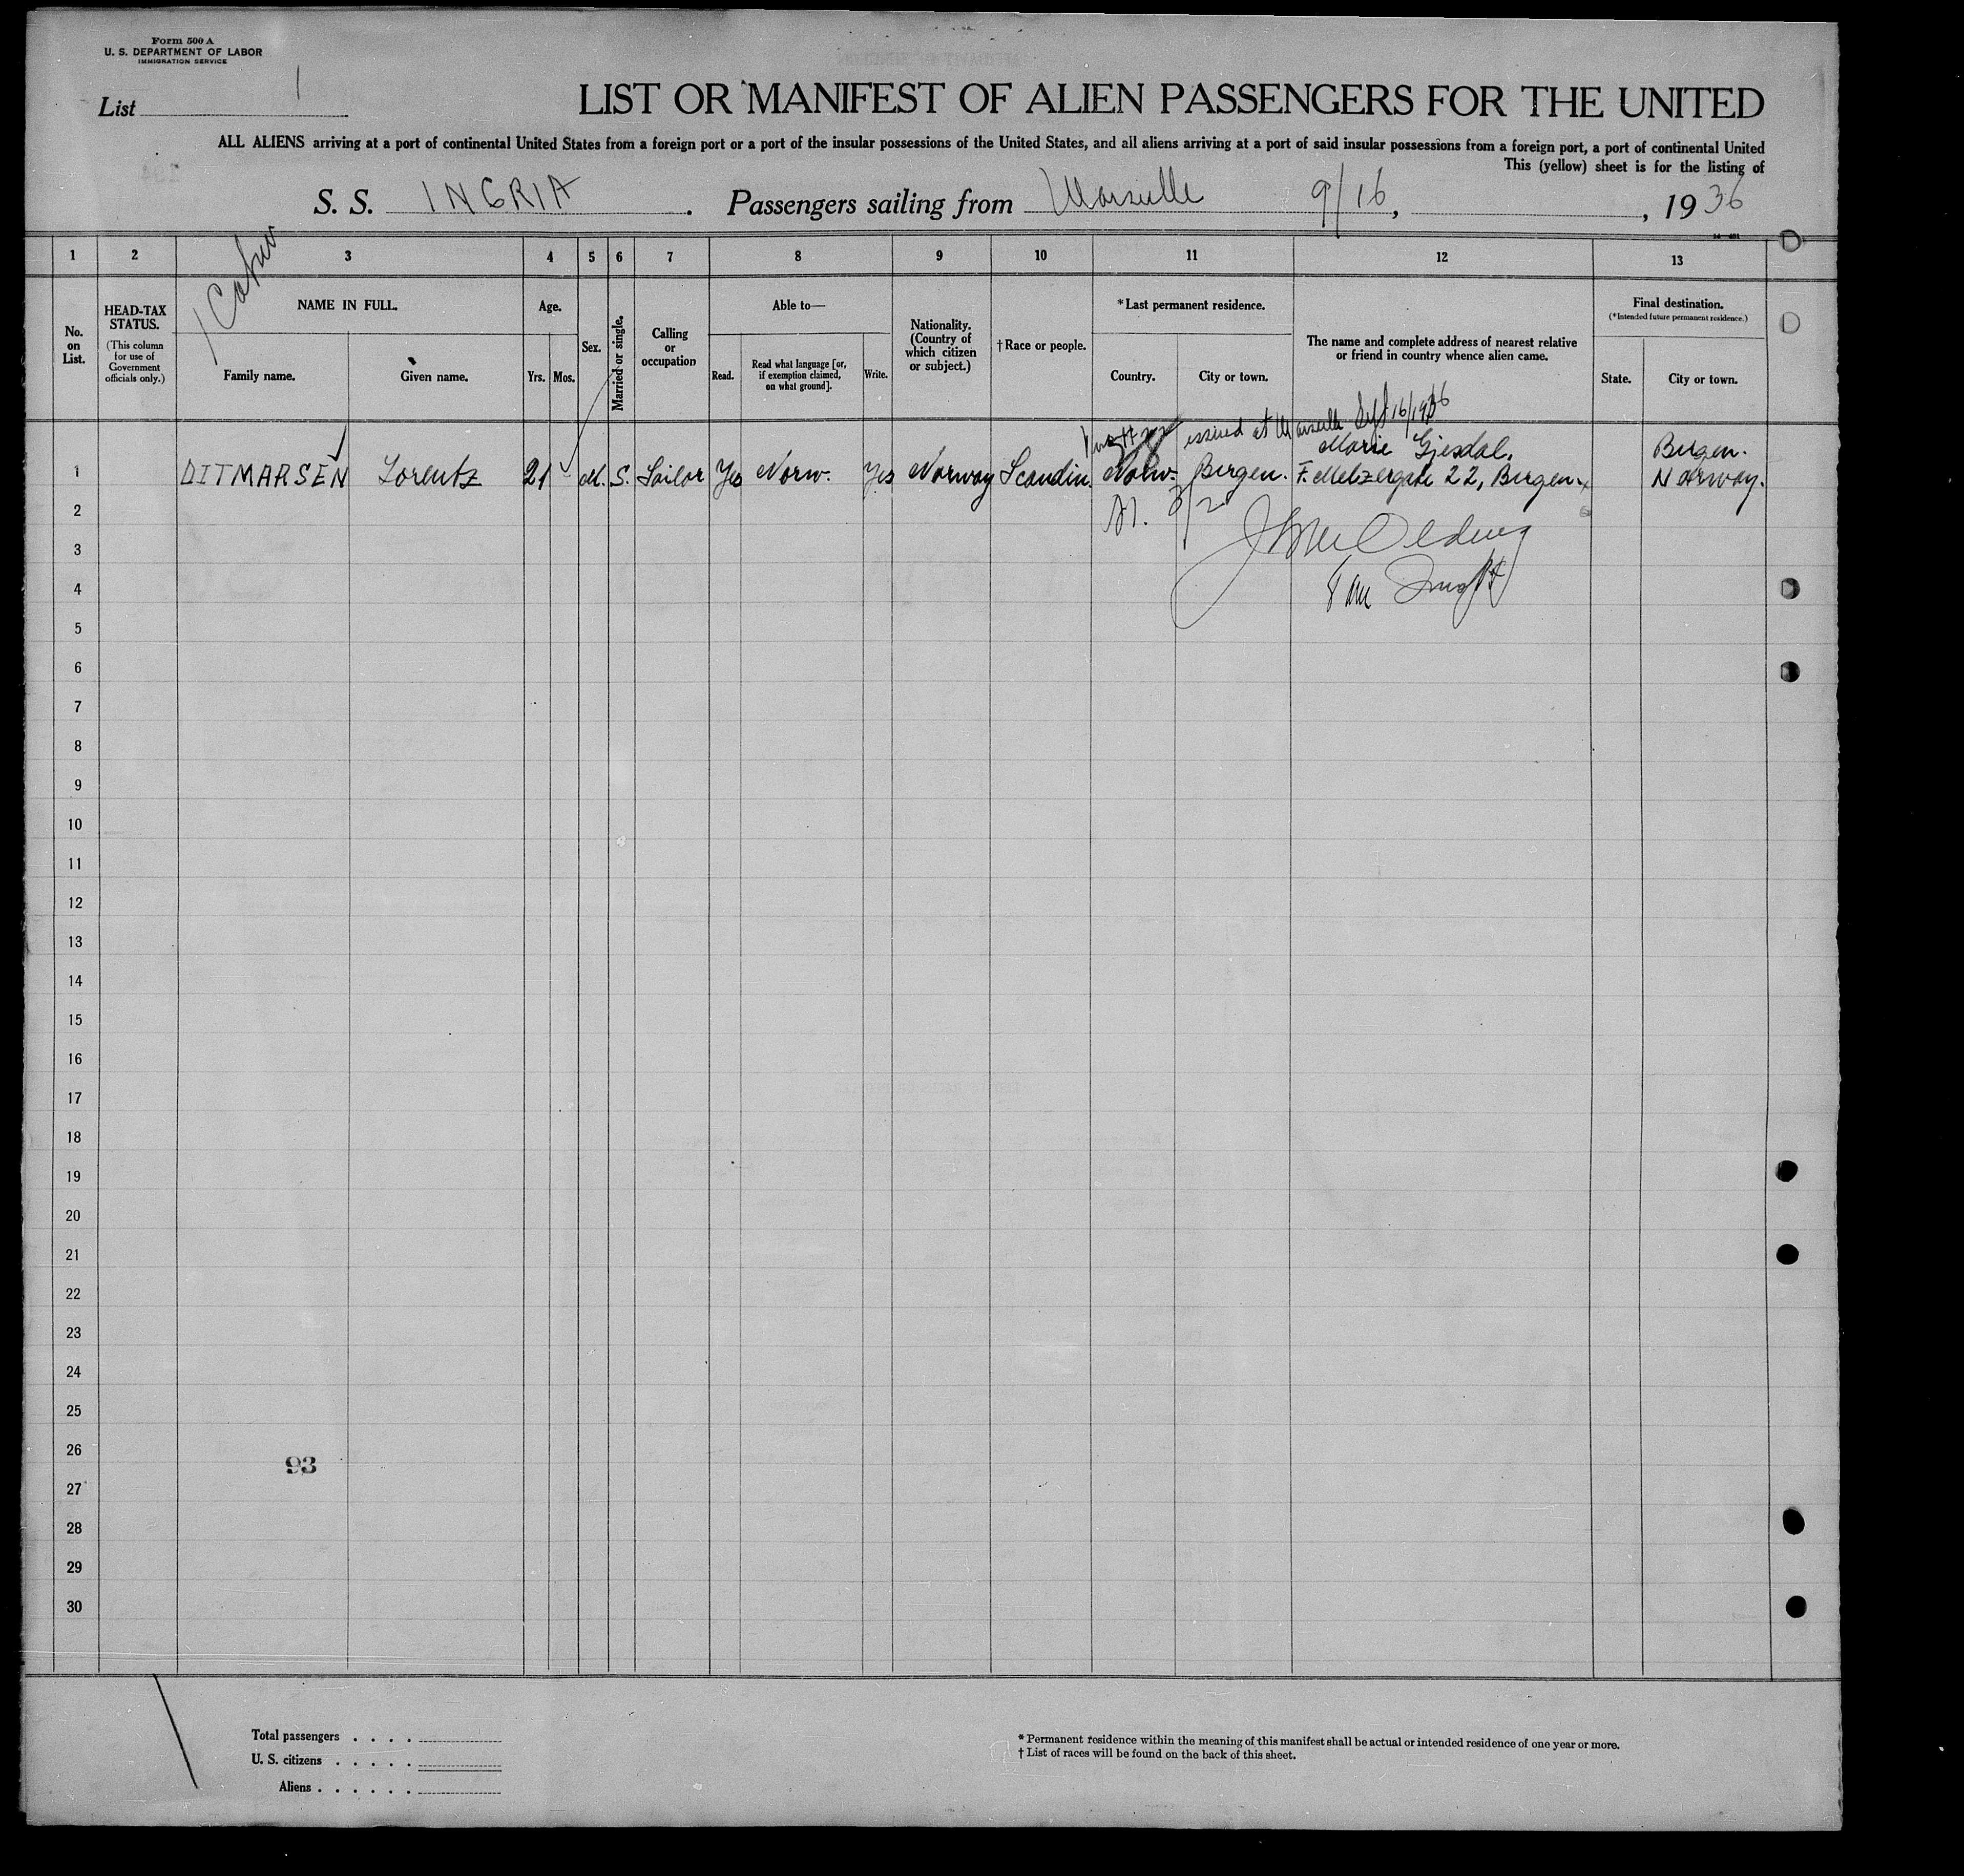 Form 500 A
U. S. DEPARTMENT OF LABOR
IMMIGRATION SERVICE
List 1
LIST OR MANIFEST OF ALIEN PASSENGERS FOR THE UNITED
ALL ALIENS arriving at a port of continental United States from a foreign port or a port of the insular possessions of the United States, and all aliens arriving at a port of said insular possessions from a foreign port, a port of continental United
This (yellow) sheet is for the listing of
S. S. INGRIA. Passengers sailing from Marseille 9/16, , 1936
1 2 3 4 5 6 7 8 9 10 11 12 13
No. on List.
HEAD-TAX STATUS.
(This column for use of Government officials only.)
NAME IN FULL.
Family name.
Given name.
Age.
Yrs. Mos.
Sex.
Married or single.
Calling or occupation
Able to—
Read.
Read what language [or, if exemption claimed, on what ground].
Write.
Nationality. (Country of which citizen or subject.)
† Race or people.
* Last permanent residence.
Country.
City or town.
The name and complete address of nearest relative or friend in country whence alien came.
Final destination.
(* Intended future permanent residence.)
State.
City or town.
issued at Marseille Sept 16/1936
Marie Gjesdal, Bergen.
1 DITMARSEN Lorentz 21 M. S. Sailor Yes Norw. Yes Norway Scandin. Norw. Bergen. F. Meltzergate 22, Bergen. Norway.
2
3
4
5
6
7
8
9
10
11
12
13
14
15
16
17
18
19
20
21
22
23
24
25
26
93
27
28
29
30
Total passengers . . . .
U. S. citizens . . . . .
Aliens . . . . . .
* Permanent residence within the meaning of this manifest shall be actual or intended residence of one year or more.
† List of races will be found on the back of this sheet.